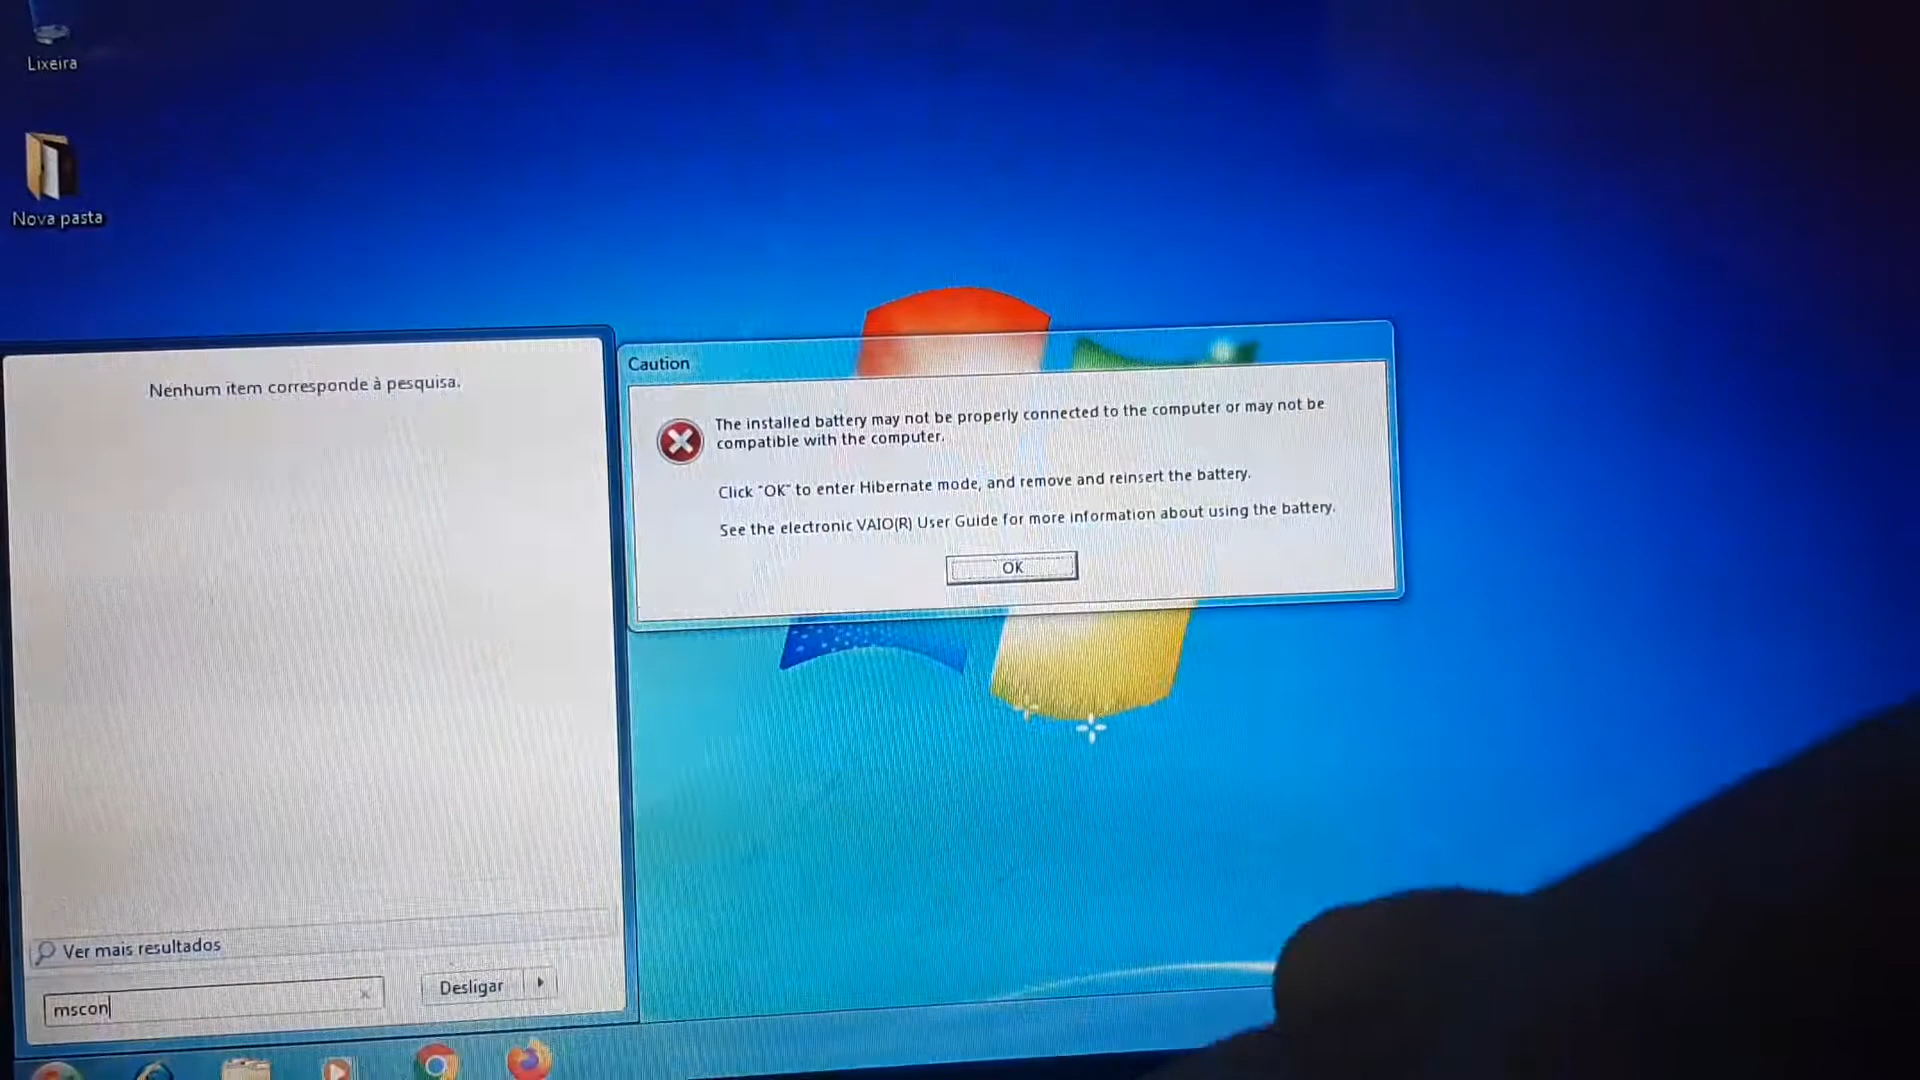 Lixeira
Nova pasta
Nenhum item corresponde à pesquisa.
Caution
The installed battery may not be properly connected to the computer or may not be
compatible with the computer.
Click "OK" to enter Hibernate mode, and remove and reinsert the battery.
See the electronic VAIO(R) User Guide for more information about using the battery.
OK
Ver mais resultados
mscon
Desligar